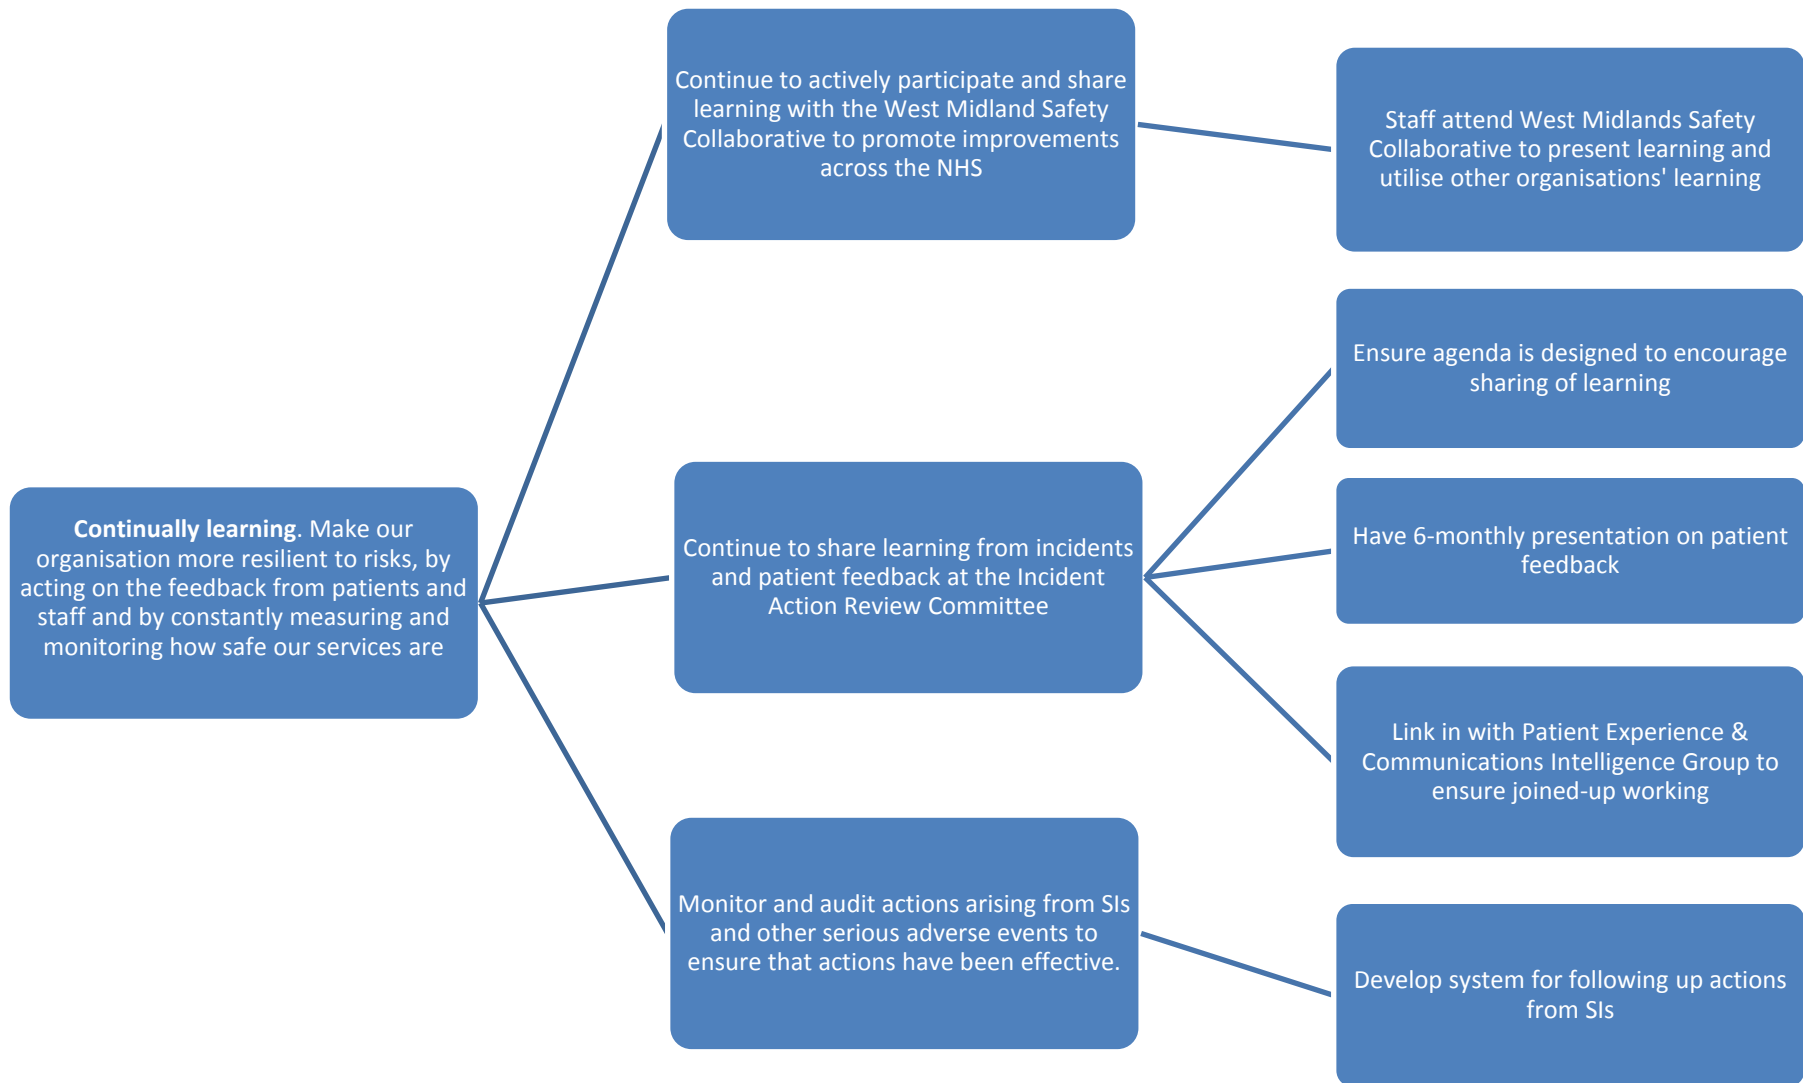 Continue to actively participate and share
learning with the West Midland Safety
Collaborative to promote improvements
across the NHS
Staff attend West Midlands Safety
Collaborative to present learning and
utilise other organisations' learning
Ensure agenda is designed to encourage
sharing of learning
Continually learning. Make our
organisation more resilient to risks, by
acting on the feedback from patients and
staff and by constantly measuring and
monitoring how safe our services are
Continue to share learning from incidents
and patient feedback at the Incident
Action Review Committee
Have 6-monthly presentation on patient
feedback
Link in with Patient Experience &
Communications Intelligence Group to
ensure joined-up working
Monitor and audit actions arising from SIs
and other serious adverse events to
ensure that actions have been effective.
Develop system for following up actions
from SIs